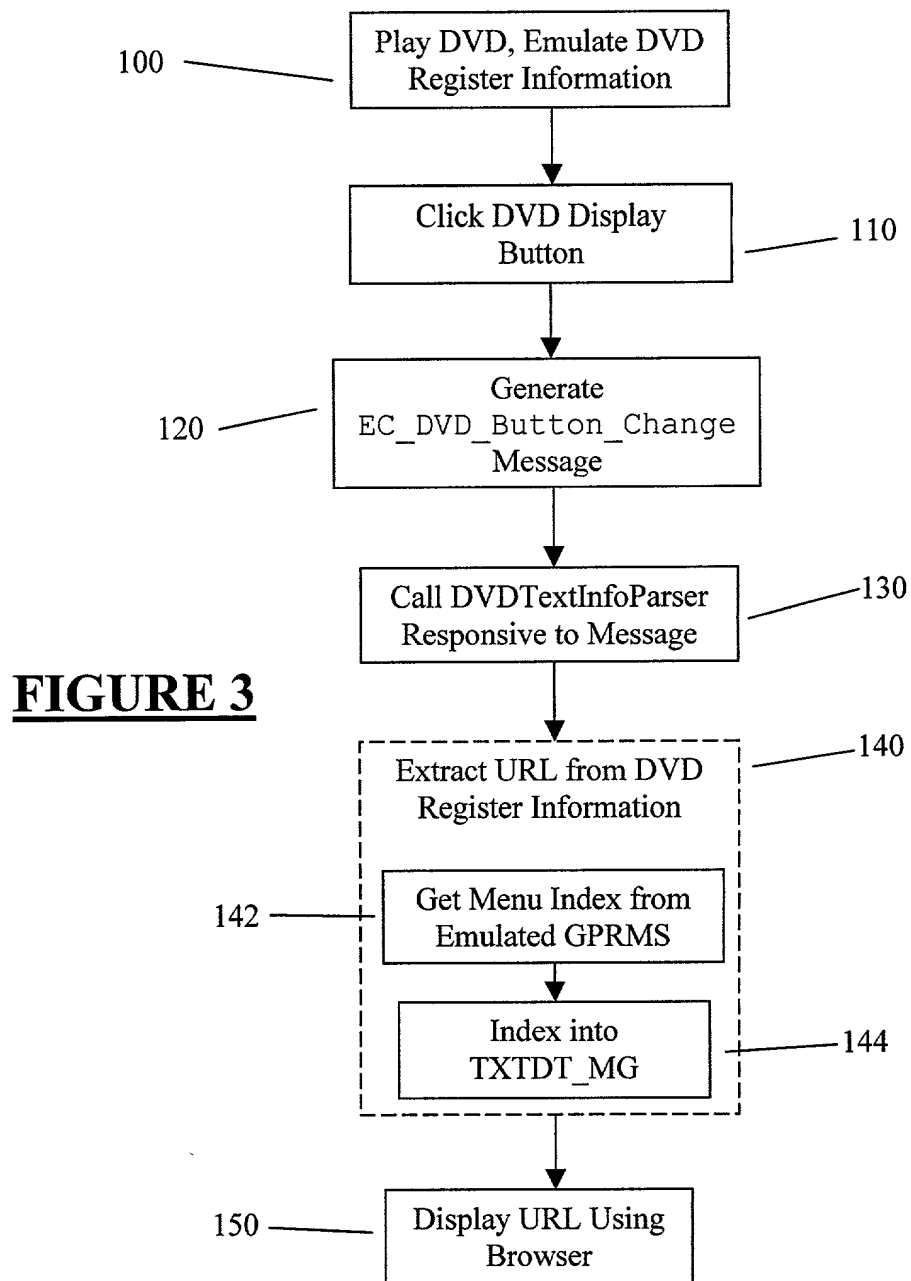 100
Play DVD, Emulate DVD
Register Information
Click DVD Display
Button
110
120
Generate
EC_DVD_Button_Change
Message
Call DVDTextInfoParser
Responsive to Message
130
FIGURE 3
140
Extract URL from DVD
Register Information
142
Get Menu Index from
Emulated GPRMS
Index into
TXTDT_MG
144
150
Display URL Using
Browser